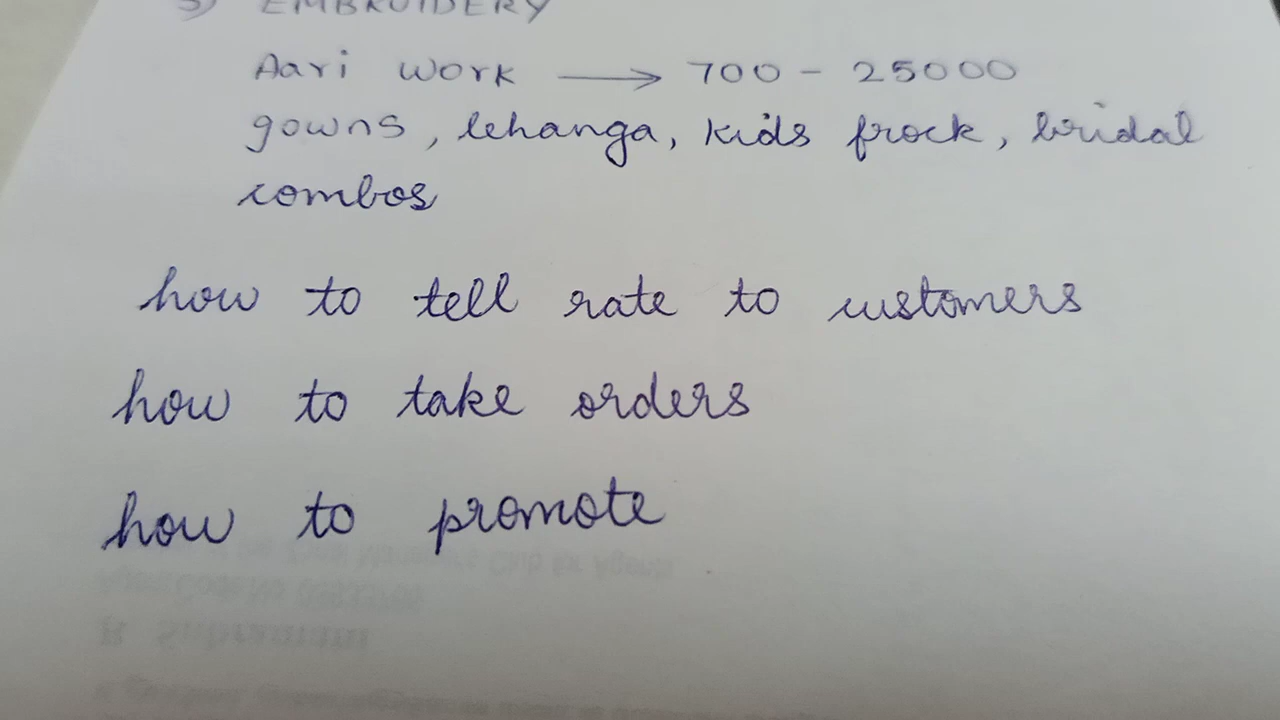 3) EMBROIDERY
Aari work → 700 - 25000
gowns, lehanga, kids frock, bridal
combos
how to tell rate to customers
how to take orders
how to promote